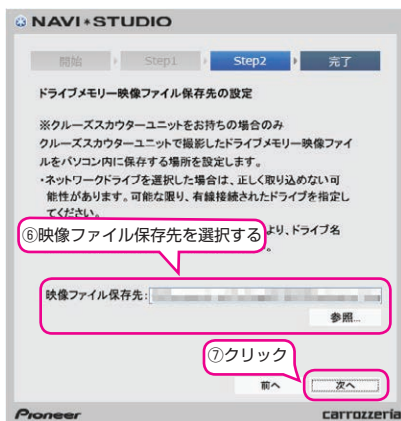 NAVI*STUDIO
開始 Step1 Step2 完了
ドライブメモリー映像ファイル保存先の設定
※クルーズスカウターユニットをお持ちの場合のみ
クルーズスカウターユニットで撮影したドライブメモリー映像ファイ
ルをパソコン内に保存する場所を設定します。
・ネットワークドライブを選択した場合は、正しく取り込めない可
能性があります。可能な限り、有線接続されたドライブを指定し
てください。
より、ドライブ名
⑥映像ファイル保存先を選択する
。
映像ファイル保存先:
参照...
⑦クリック
前へ 次へ
Pioneer carrozzeria